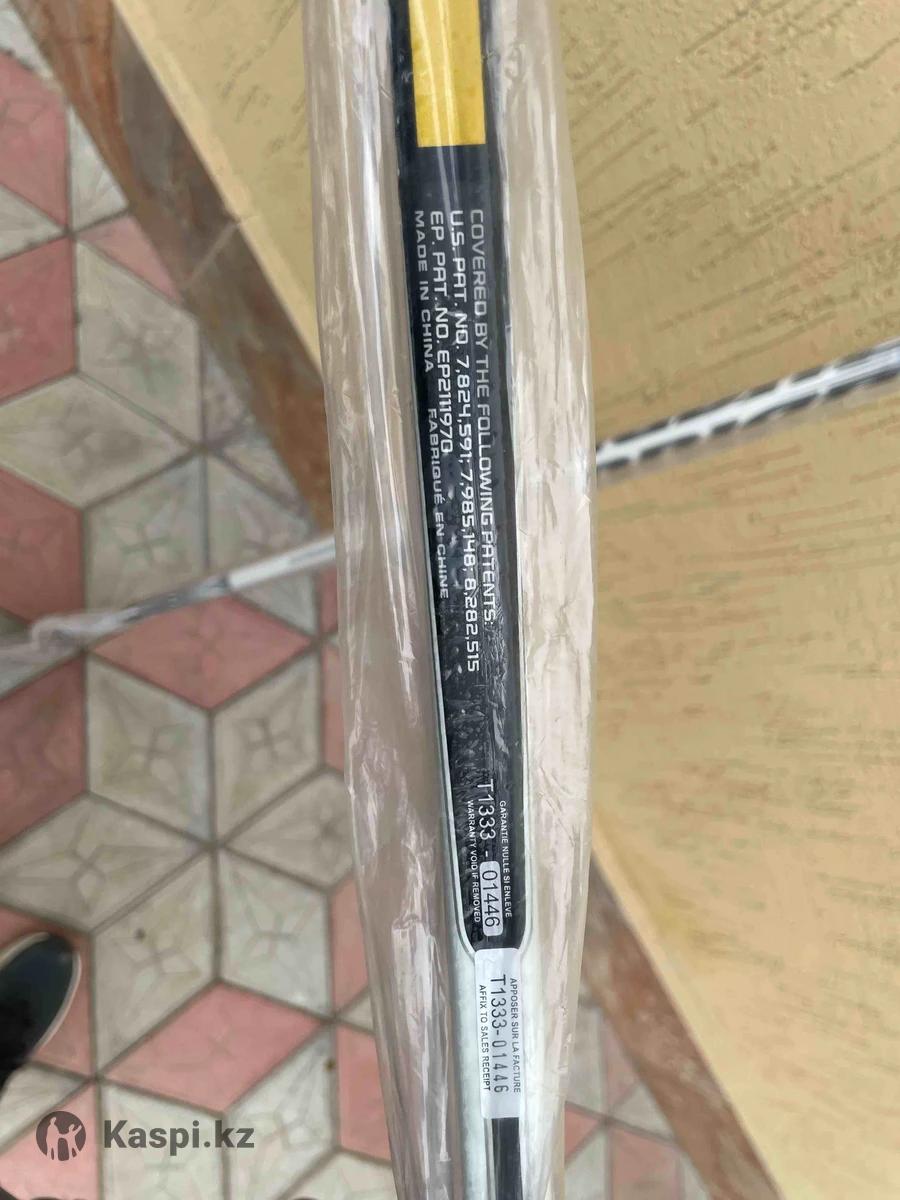 COVERED BY THE FOLLOWING PATENTS:
U.S. PAT. NO. 7,824,591; 7,985,148; 8,282,515
EP. PAT. NO. EP2111970
MADE IN CHINA FABRIQUÉ EN CHINE
GARANTIE NULLE SI ENLEVÉ
T1333 - 01446
WARRANTY VOID IF REMOVED
APPOSER SUR LA FACTURE
T1333-01446
AFFIX TO SALES RECEIPT
Kaspi.kz